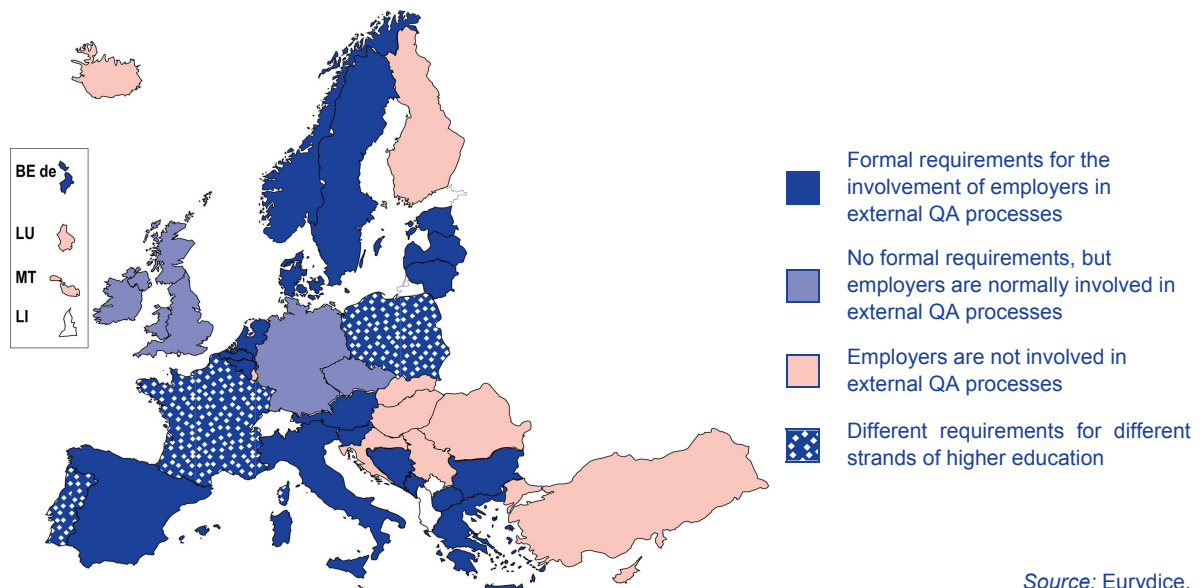 BE de
LU
MT
LI
Formal requirements for the
involvement of employers in
external QA processes
No formal requirements, but
employers are normally involved in
external QA processes
Employers are not involved in
external QA processes
Different requirements for different
strands of higher education
Source: Eurydice.